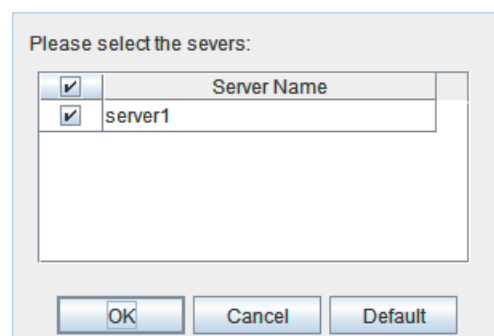 Please select the severs:
Server Name
server1
OK Cancel Default